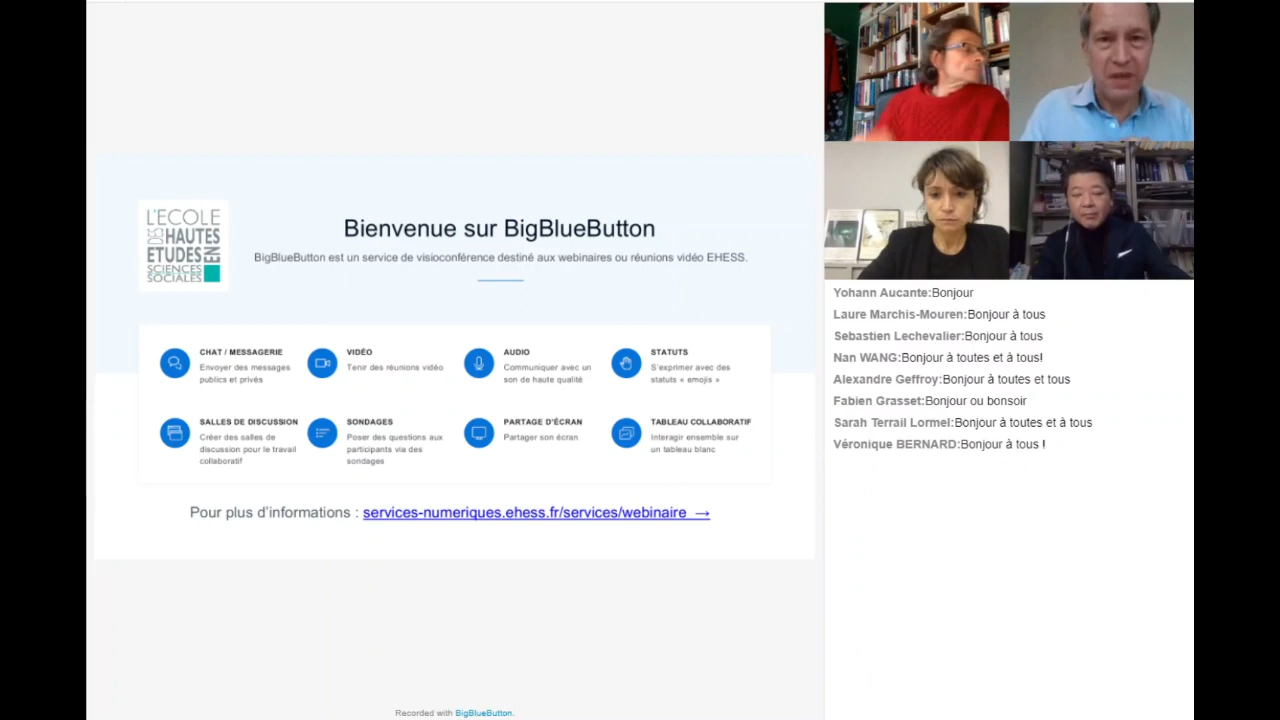 L'ECOLE
DES HAUTES
ETUDES EN
SCIENCES
SOCIALES
Bienvenue sur BigBlueButton
BigBlueButton est un service de visioconférence destiné aux webinaires ou réunions vidéo EHESS.
CHAT / MESSAGERIE
Envoyer des messages
publics et privés
VIDÉO
Tenir des réunions vidéo
AUDIO
Communiquer avec un
son de haute qualité
STATUTS
S'exprimer avec des
statuts « emojis »
SALLES DE DISCUSSION
Créer des salles de
discussion pour le travail
collaboratif
SONDAGES
Poser des questions aux
participants via des
sondages
PARTAGE D'ÉCRAN
Partager son écran
TABLEAU COLLABORATIF
Interagir ensemble sur
un tableau blanc
Pour plus d'informations : services-numeriques.ehess.fr/services/webinaire →
Recorded with BigBlueButton.
Yohann Aucante:Bonjour
Laure Marchis-Mouren:Bonjour à tous
Sebastien Lechevalier:Bonjour à tous
Nan WANG:Bonjour à toutes et à tous!
Alexandre Geffroy:Bonjour à toutes et tous
Fabien Grasset:Bonjour ou bonsoir
Sarah Terrail Lormel:Bonjour à toutes et à tous
Véronique BERNARD:Bonjour à tous !